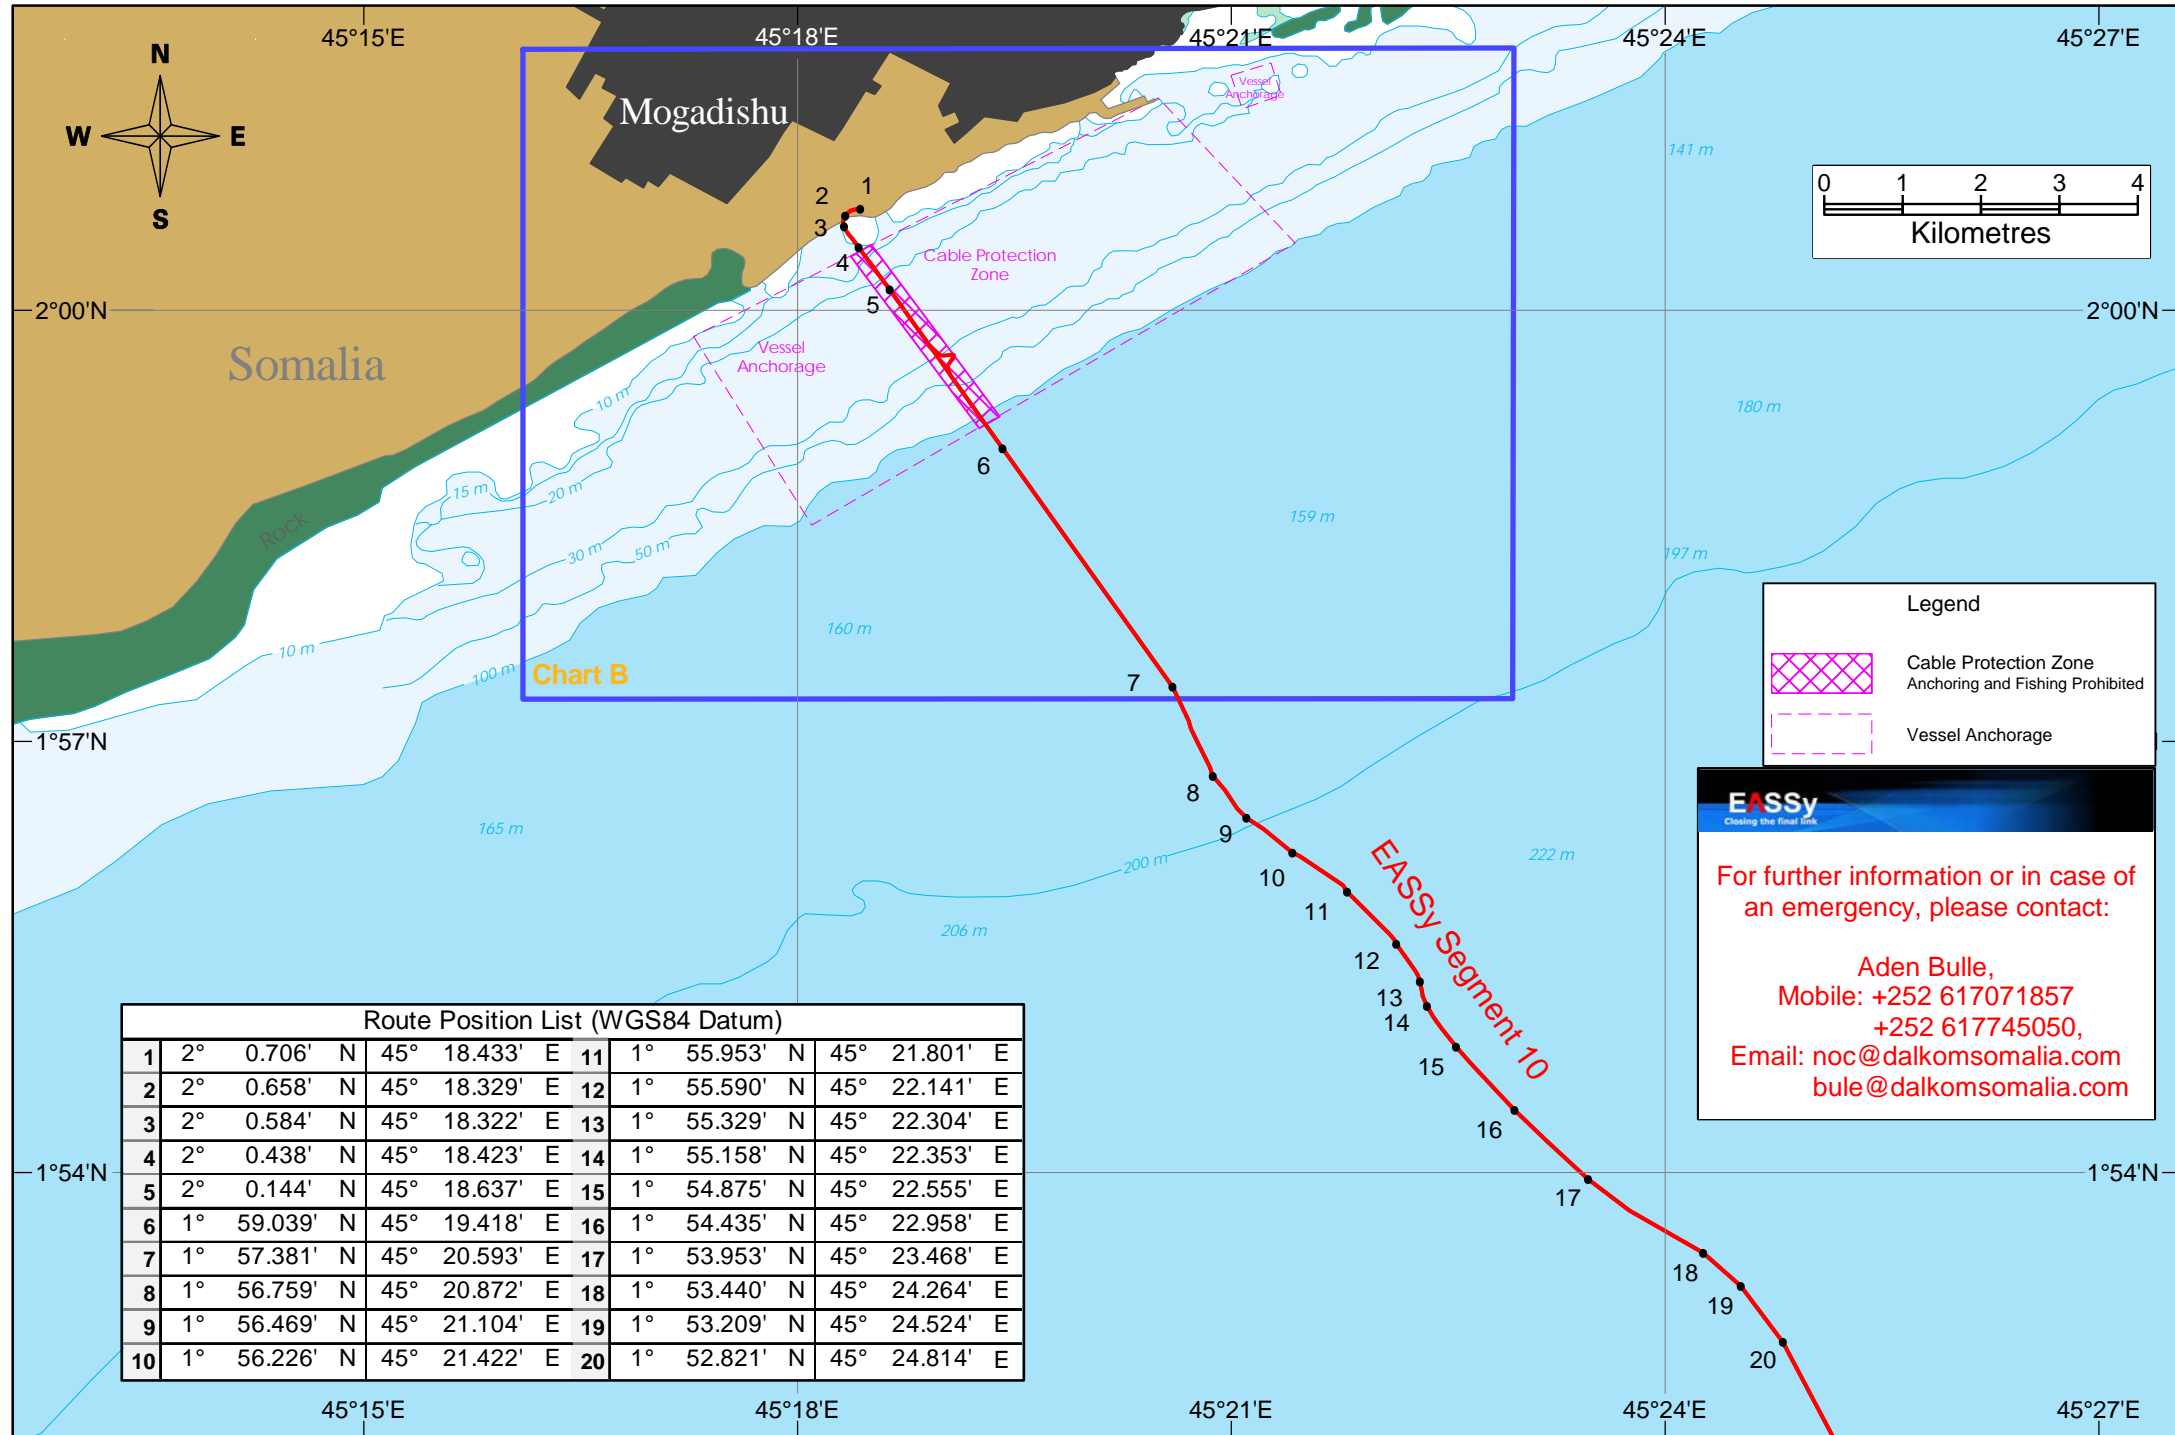 45°15'E
45°18'E
45°21'E
45°24'E
45°27'E
N
W
E
S
Mogadishu
Vessel
Anchorage
141 m
0 1 2 3 4
Kilometres
1
2
3
4
5
Cable Protection
Zone
2°00'N
2°00'N
Somalia
Vessel
Anchorage
10 m
180 m
6
15 m
20 m
Rock
159 m
30 m
50 m
197 m
160 m
10 m
100 m
Chart B
7
Legend
Cable Protection Zone
Anchoring and Fishing Prohibited
Vessel Anchorage
1°57'N
8
165 m
9
200 m
10
222 m
11
206 m
12
13
14
15
16
17
18
19
20
EASSy Segment 10
EASSy
Closing the final link
For further information or in case of
an emergency, please contact:
Aden Bulle,
Mobile: +252 617071857
+252 617745050,
Email: noc@dalkomsomalia.com
bule@dalkomsomalia.com
Route Position List (WGS84 Datum)
1 2° 0.706' N 45° 18.433' E 11 1° 55.953' N 45° 21.801' E
2 2° 0.658' N 45° 18.329' E 12 1° 55.590' N 45° 22.141' E
3 2° 0.584' N 45° 18.322' E 13 1° 55.329' N 45° 22.304' E
4 2° 0.438' N 45° 18.423' E 14 1° 55.158' N 45° 22.353' E
5 2° 0.144' N 45° 18.637' E 15 1° 54.875' N 45° 22.555' E
6 1° 59.039' N 45° 19.418' E 16 1° 54.435' N 45° 22.958' E
7 1° 57.381' N 45° 20.593' E 17 1° 53.953' N 45° 23.468' E
8 1° 56.759' N 45° 20.872' E 18 1° 53.440' N 45° 24.264' E
9 1° 56.469' N 45° 21.104' E 19 1° 53.209' N 45° 24.524' E
10 1° 56.226' N 45° 21.422' E 20 1° 52.821' N 45° 24.814' E
1°54'N
1°54'N
45°15'E
45°18'E
45°21'E
45°24'E
45°27'E